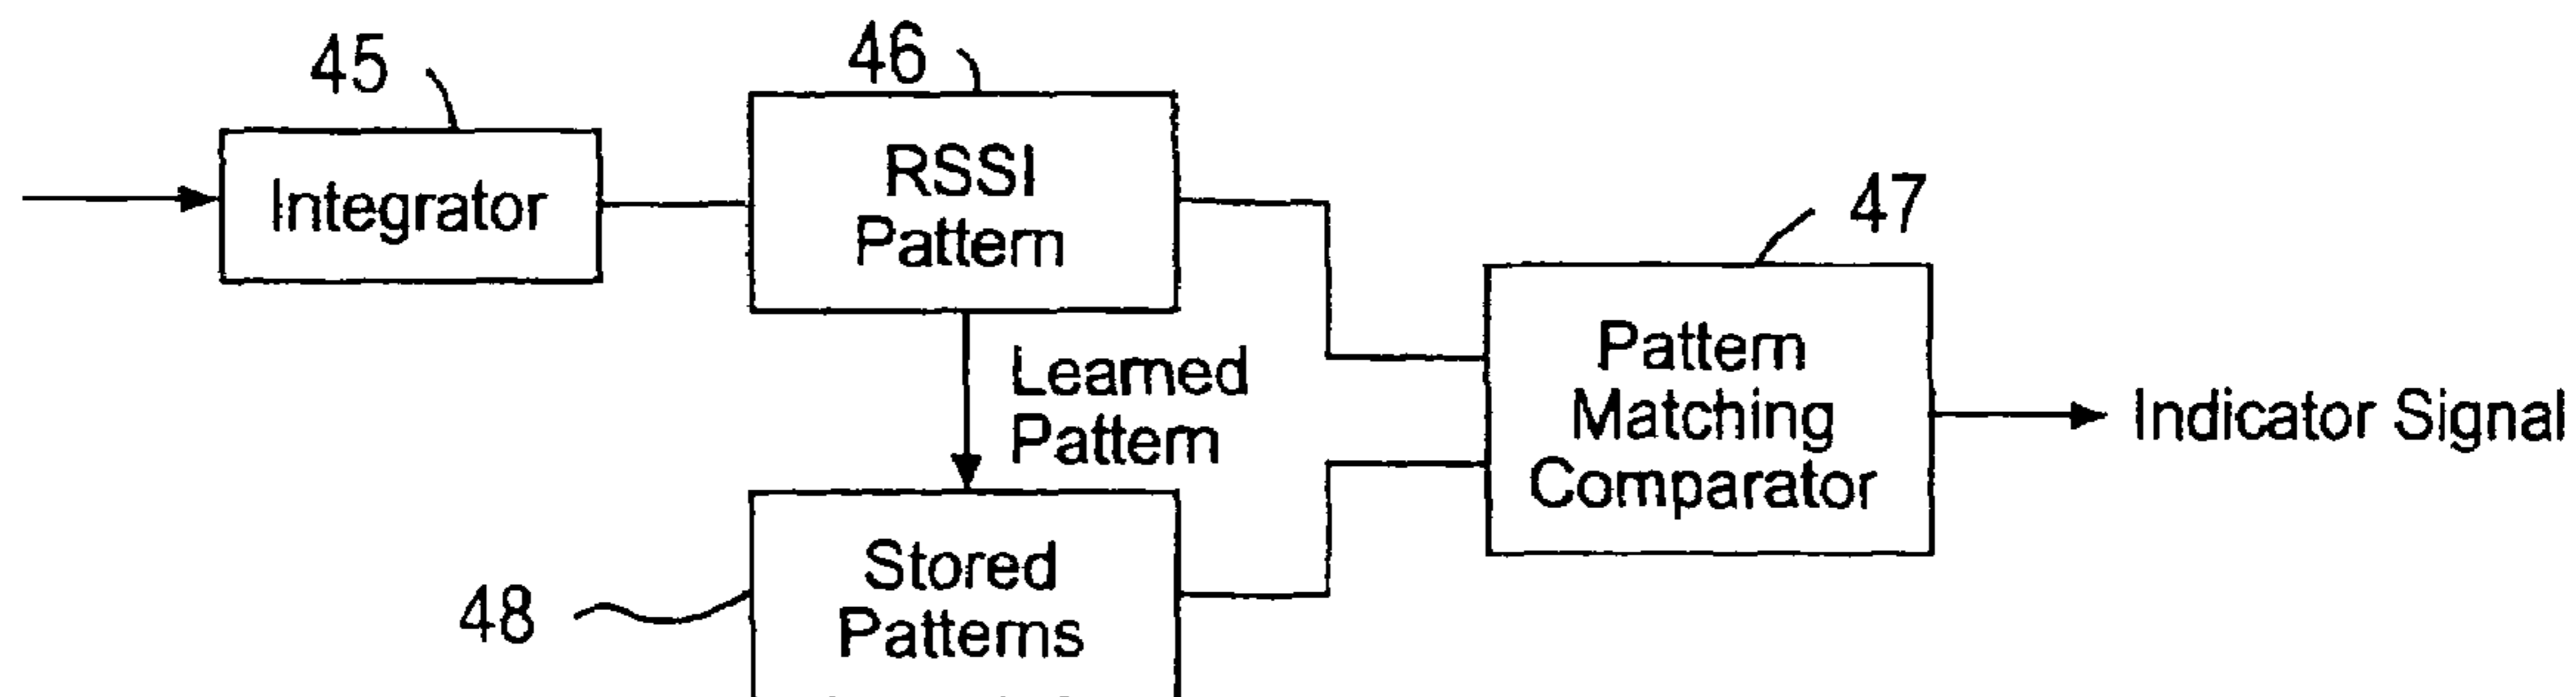 45
46
Integrator
RSSI
Pattern
47
Learned
Pattern
Pattern
Matching
Comparator
Indicator Signal
48
Stored
Patterns